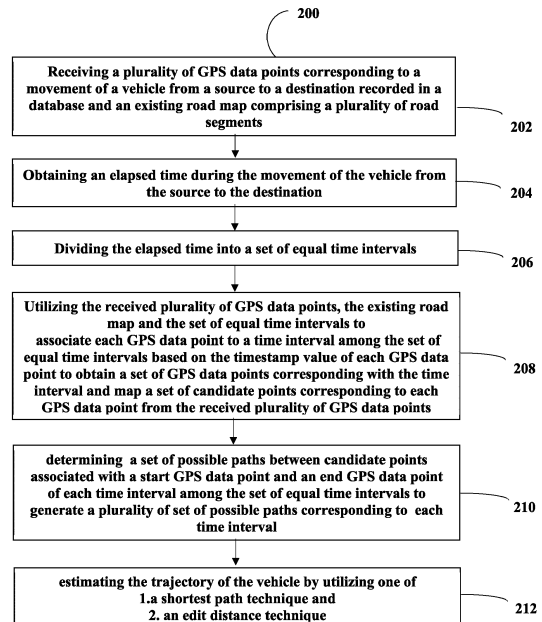 200
Receiving a plurality of GPS data points corresponding to a
movement of a vehicle from a source to a destination recorded in a
database and an existing road map comprising a plurality of road
segments
202
Obtaining an elapsed time during the movement of the vehicle from
the source to the destination
204
Dividing the elapsed time into a set of equal time intervals
206
Utilizing the received plurality of GPS data points, the existing road
map and the set of equal time intervals to
associate each GPS data point to a time interval among the set of
equal time intervals based on the timestamp value of each GPS data
point to obtain a set of GPS data points corresponding with the time
interval and map a set of candidate points corresponding to each
GPS data point from the received plurality of GPS data points
208
determining a set of possible paths between candidate points
associated with a start GPS data point and an end GPS data point
of each time interval among the set of equal time intervals to
generate a plurality of set of possible paths corresponding to each
time interval
210
estimating the trajectory of the vehicle by utilizing one of
1.a shortest path technique and
2. an edit distance technique
212